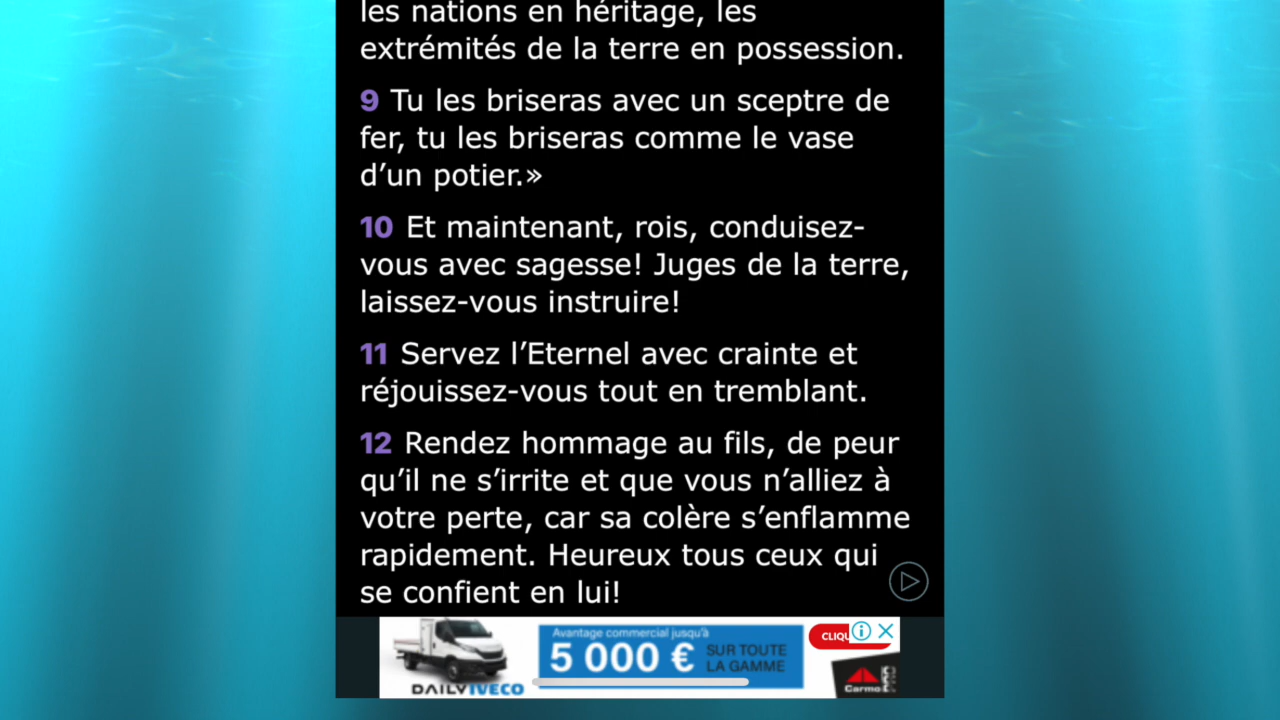 les nations en héritage, les
extrémités de la terre en possession.
9 Tu les briseras avec un sceptre de
fer, tu les briseras comme le vase
d’un potier.»
10 Et maintenant, rois, conduisez-
vous avec sagesse! Juges de la terre,
laissez-vous instruire!
11 Servez l’Eternel avec crainte et
réjouissez-vous tout en tremblant.
12 Rendez hommage au fils, de peur
qu’il ne s’irrite et que vous n’alliez à
votre perte, car sa colère s’enflamme
rapidement. Heureux tous ceux qui
se confient en lui!
Avantage commercial jusqu'à
5 000 €
SUR TOUTE
LA GAMME
DAILY IVECO
Carmo